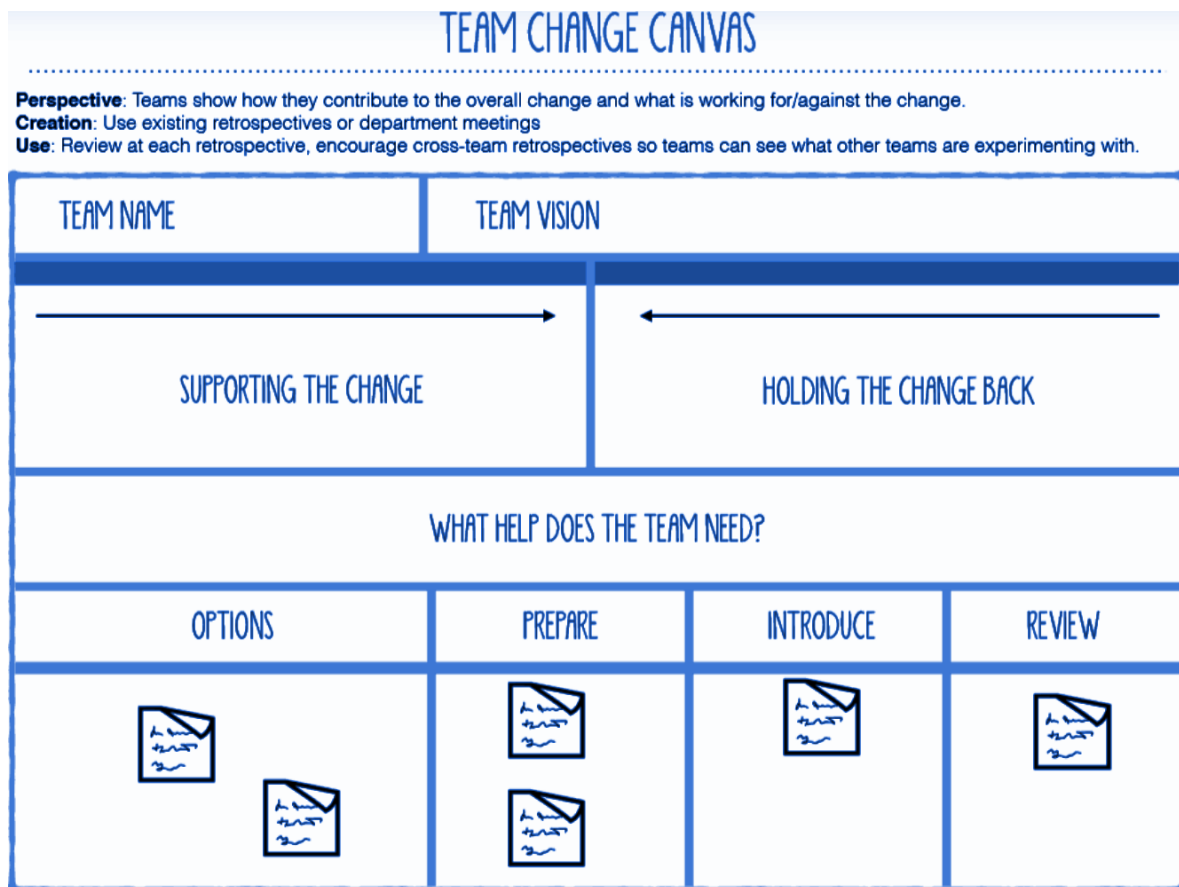 TEAM CHANGE CANVAS
Perspective: Teams show how they contribute to the overall change and what is working for/against the change.
Creation: Use existing retrospectives or department meetings
Use: Review at each retrospective, encourage cross-team retrospectives so teams can see what other teams are experimenting with.
TEAM NAME
TEAM VISION
SUPPORTING THE CHANGE
HOLDING THE CHANGE BACK
WHAT HELP DOES THE TEAM NEED?
OPTIONS
PREPARE
INTRODUCE
REVIEW